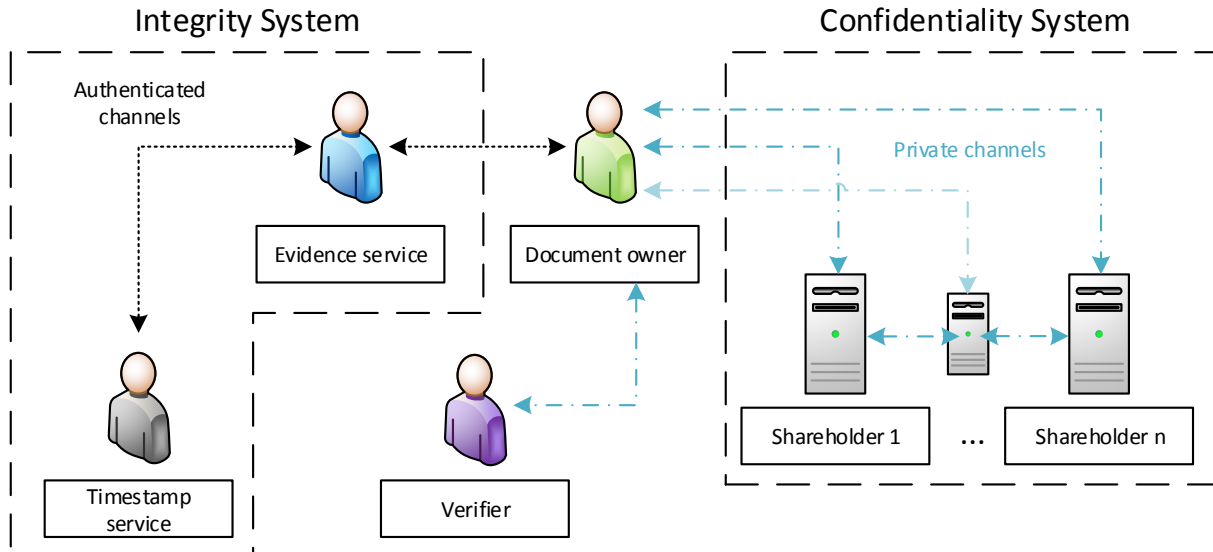 Integrity System
Confidentiality System
Authenticated
channels
Private channels
Evidence service
Document owner
Shareholder 1
...
Shareholder n
Timestamp
service
Verifier